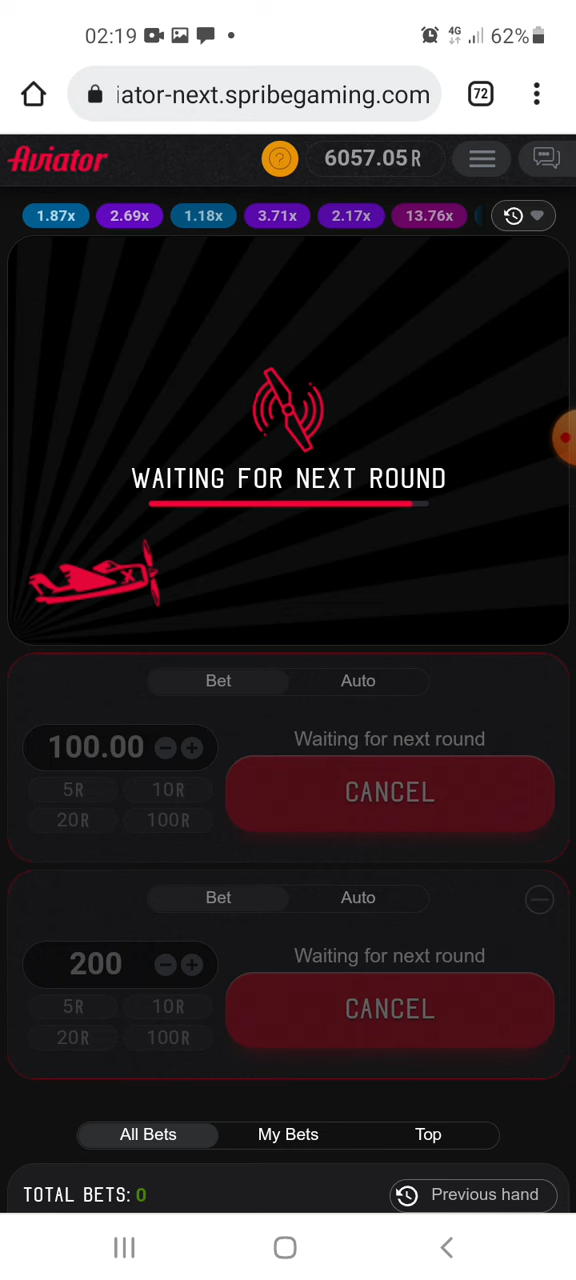 02:19 4G 62%
iator-next.spribegaming.com 72
Aviator ? 6057.05 R
1.87x 2.69x 1.18x 3.71x 2.17x 13.76x
WAITING FOR NEXT ROUND
X
Bet Auto
100.00 Waiting for next round
5R 10R CANCEL
20R 100R
Bet Auto
200 Waiting for next round
5R 10R CANCEL
20R 100R
All Bets My Bets Top
TOTAL BETS: 0 Previous hand